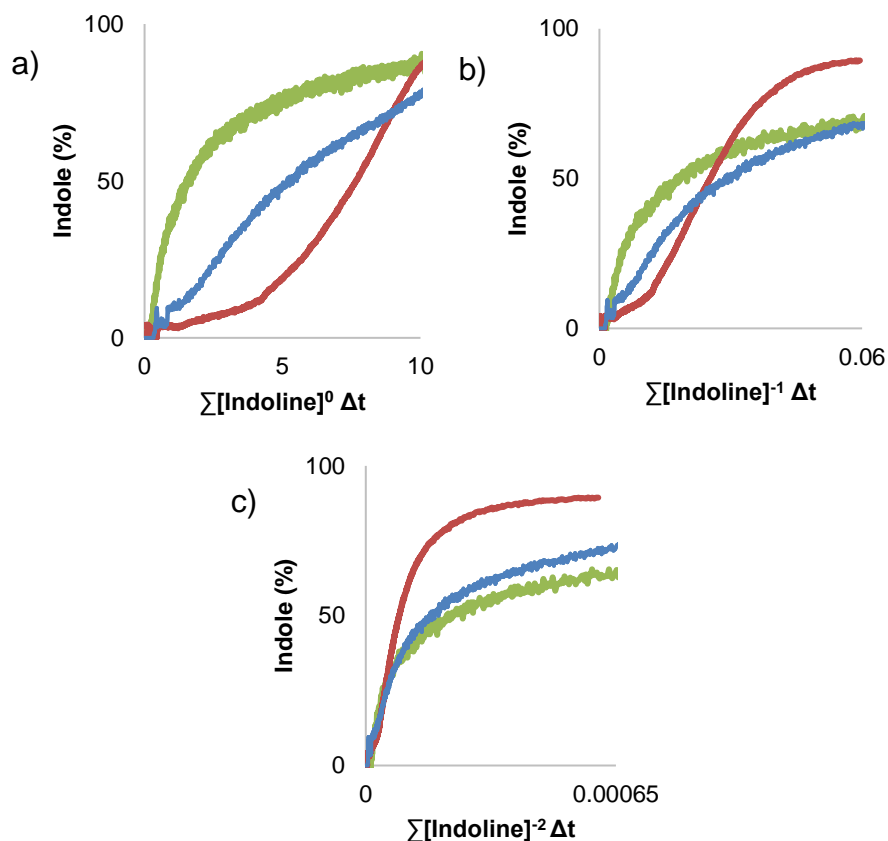 a)
100
50
0
Indole (%)
0 5 10
∑[Indoline]⁰ Δt
b)
100
50
0
Indole (%)
0 0.06
∑[Indoline]⁻¹ Δt
c)
100
50
0
Indole (%)
0 0.00065
∑[Indoline]⁻² Δt